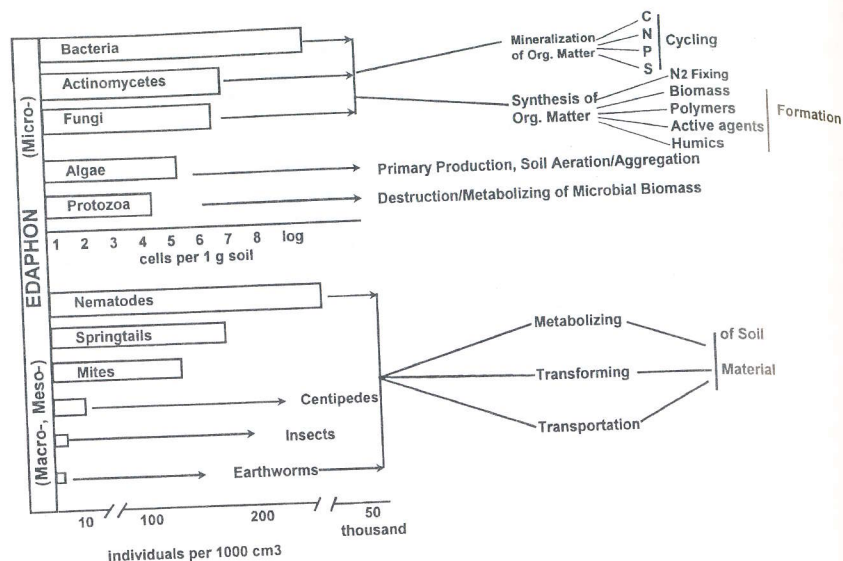 EDAPHON
(Micro-)
Bacteria
Actinomycetes
Fungi
Algae
Protozoa
1 2 3 4 5 6 7 8 log
cells per 1 g soil
Mineralization
of Org. Matter
C
N
P
S
Cycling
Synthesis of
Org. Matter
N2 Fixing
Biomass
Polymers
Active agents
Humics
Formation
Primary Production, Soil Aeration/Aggregation
Destruction/Metabolizing of Microbial Biomass
(Macro-, Meso-)
Nematodes
Springtails
Mites
Centipedes
Insects
Earthworms
10 100 200 50
thousand
individuals per 1000 cm3
Metabolizing
Transforming
Transportation
of Soil
Material